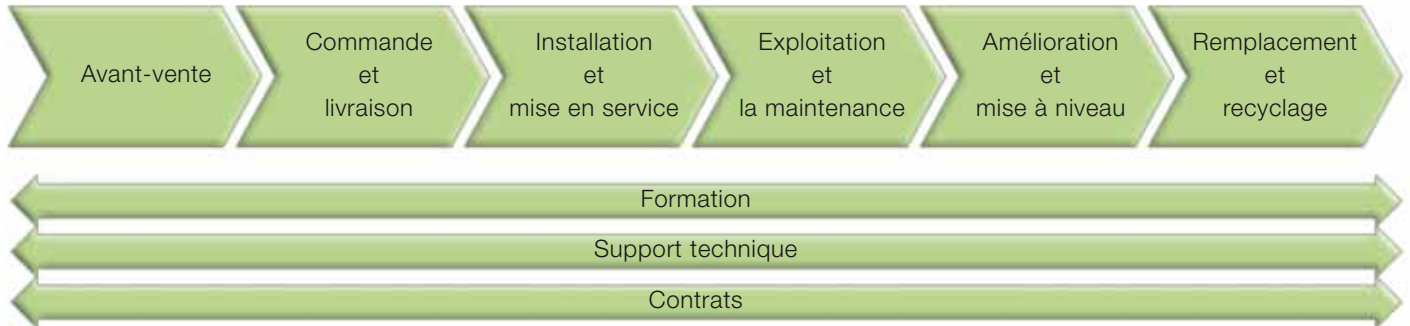 Avant-vente
Commande
et
livraison
Installation
et
mise en service
Exploitation
et
la maintenance
Amélioration
et
mise à niveau
Remplacement
et
recyclage
Formation
Support technique
Contrats